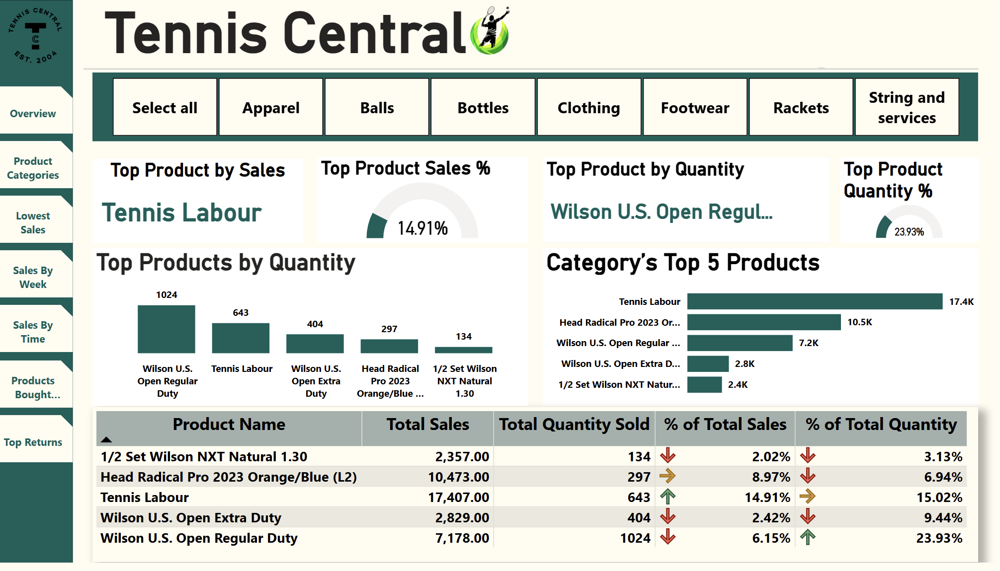 TENNIS CENTRAL
T
C
EST. 2004
Tennis Central
Overview
Product
Categories
Lowest
Sales
Sales By
Week
Sales By
Time
Products
Bought...
Top Returns
Select all
Apparel
Balls
Bottles
Clothing
Footwear
Rackets
String and
services
Top Product by Sales
Tennis Labour
Top Product Sales %
14.91%
Top Product by Quantity
Wilson U.S. Open Regul...
Top Product
Quantity %
23.93%
Top Products by Quantity
1024
643
404
297
134
Wilson U.S.
Open Regular
Duty
Tennis Labour
Wilson U.S.
Open Extra
Duty
Head Radical
Pro 2023
Orange/Blue ...
1/2 Set Wilson
NXT Natural
1.30
Category's Top 5 Products
Tennis Labour 17.4K
Head Radical Pro 2023 Or... 10.5K
Wilson U.S. Open Regular ... 7.2K
Wilson U.S. Open Extra D... 2.8K
1/2 Set Wilson NXT Natur... 2.4K
Product Name Total Sales Total Quantity Sold % of Total Sales % of Total Quantity
1/2 Set Wilson NXT Natural 1.30 2,357.00 134 2.02% 3.13%
Head Radical Pro 2023 Orange/Blue (L2) 10,473.00 297 8.97% 6.94%
Tennis Labour 17,407.00 643 14.91% 15.02%
Wilson U.S. Open Extra Duty 2,829.00 404 2.42% 9.44%
Wilson U.S. Open Regular Duty 7,178.00 1024 6.15% 23.93%